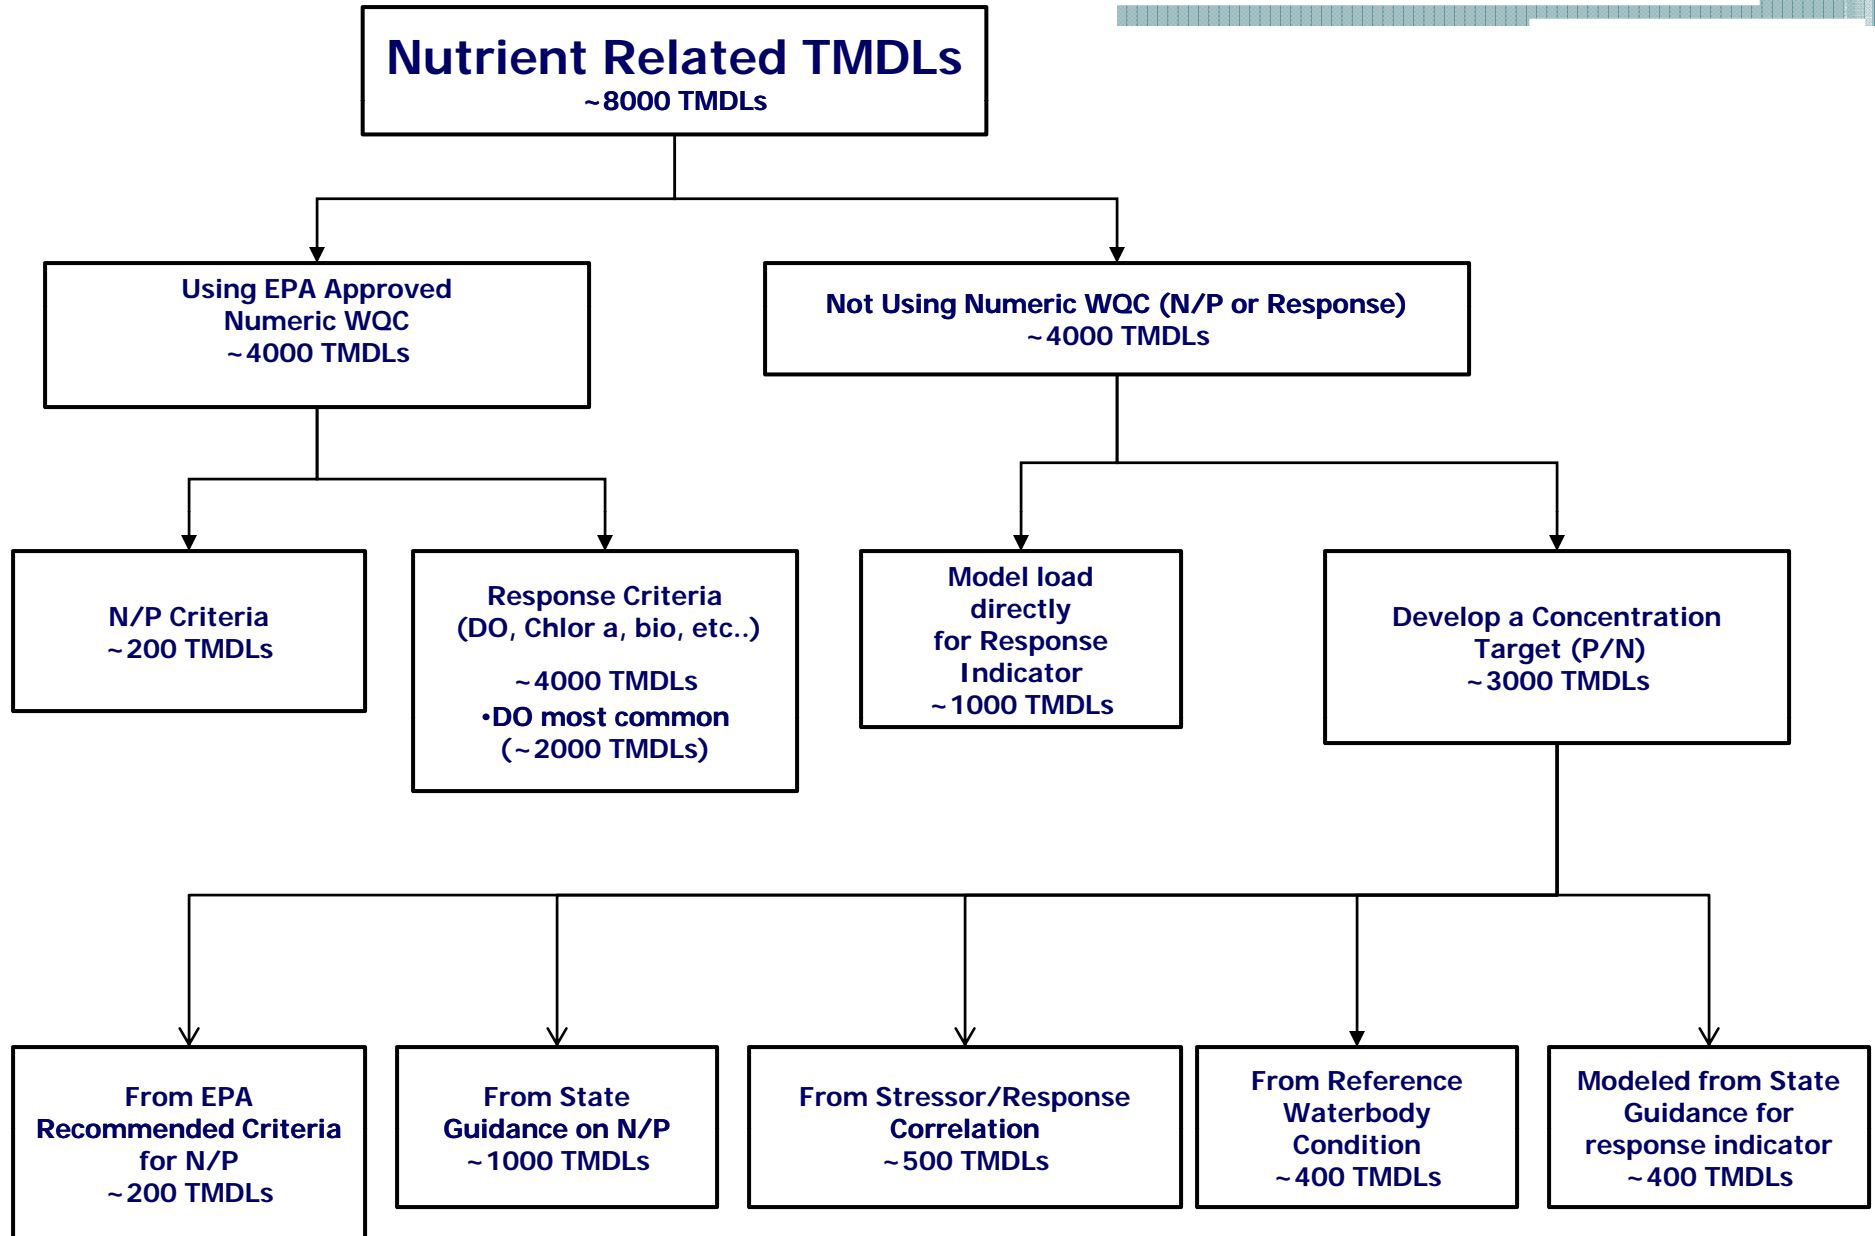 Nutrient Related TMDLs
~8000 TMDLs
Using EPA Approved
Numeric WQC
~4000 TMDLs
Not Using Numeric WQC (N/P or Response)
~4000 TMDLs
N/P Criteria
~200 TMDLs
Response Criteria
(DO, Chlor a, bio, etc..)
~4000 TMDLs
•DO most common
(~2000 TMDLs)
Model load
directly
for Response
Indicator
~1000 TMDLs
Develop a Concentration
Target (P/N)
~3000 TMDLs
From EPA
Recommended Criteria
for N/P
~200 TMDLs
From State
Guidance on N/P
~1000 TMDLs
From Stressor/Response
Correlation
~500 TMDLs
From Reference
Waterbody
Condition
~400 TMDLs
Modeled from State
Guidance for
response indicator
~400 TMDLs